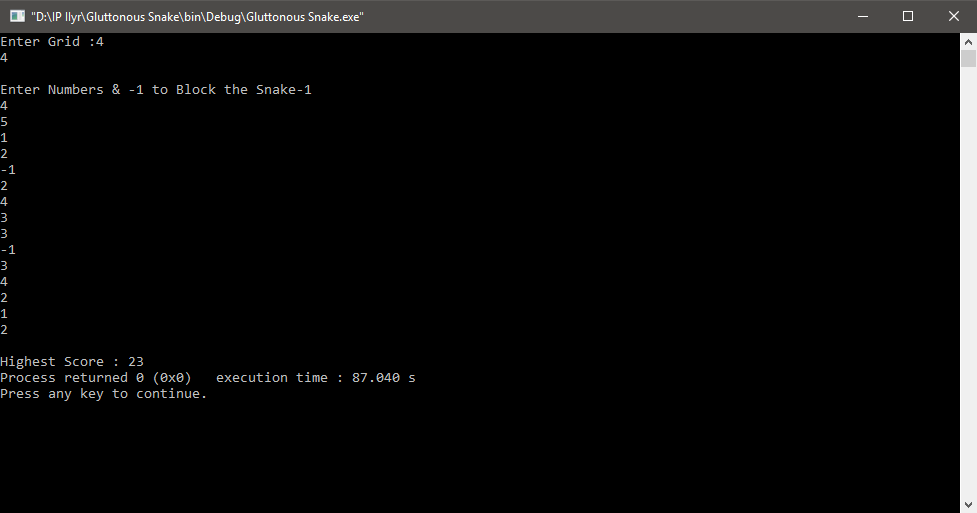 "D:\IP IIyr\Gluttonous Snake\bin\Debug\Gluttonous Snake.exe"
Enter Grid :4
4
Enter Numbers & -1 to Block the Snake-1
4
5
1
2
-1
2
4
3
3
-1
3
4
2
1
2
Highest Score : 23
Process returned 0 (0x0)   execution time : 87.040 s
Press any key to continue.